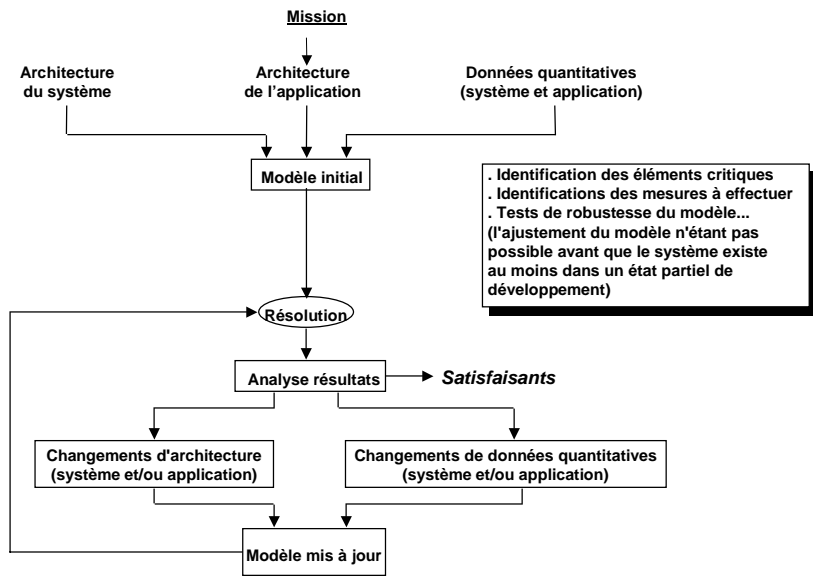 Mission
Architecture
du système
Architecture
de l'application
Données quantitatives
(système et application)
Modèle initial
. Identification des éléments critiques
. Identifications des mesures à effectuer
. Tests de robustesse du modèle...
(l'ajustement du modèle n'étant pas
possible avant que le système existe
au moins dans un état partiel de
développement)
Résolution
Analyse résultats
Satisfaisants
Changements d'architecture
(système et/ou application)
Changements de données quantitatives
(système et/ou application)
Modèle mis à jour